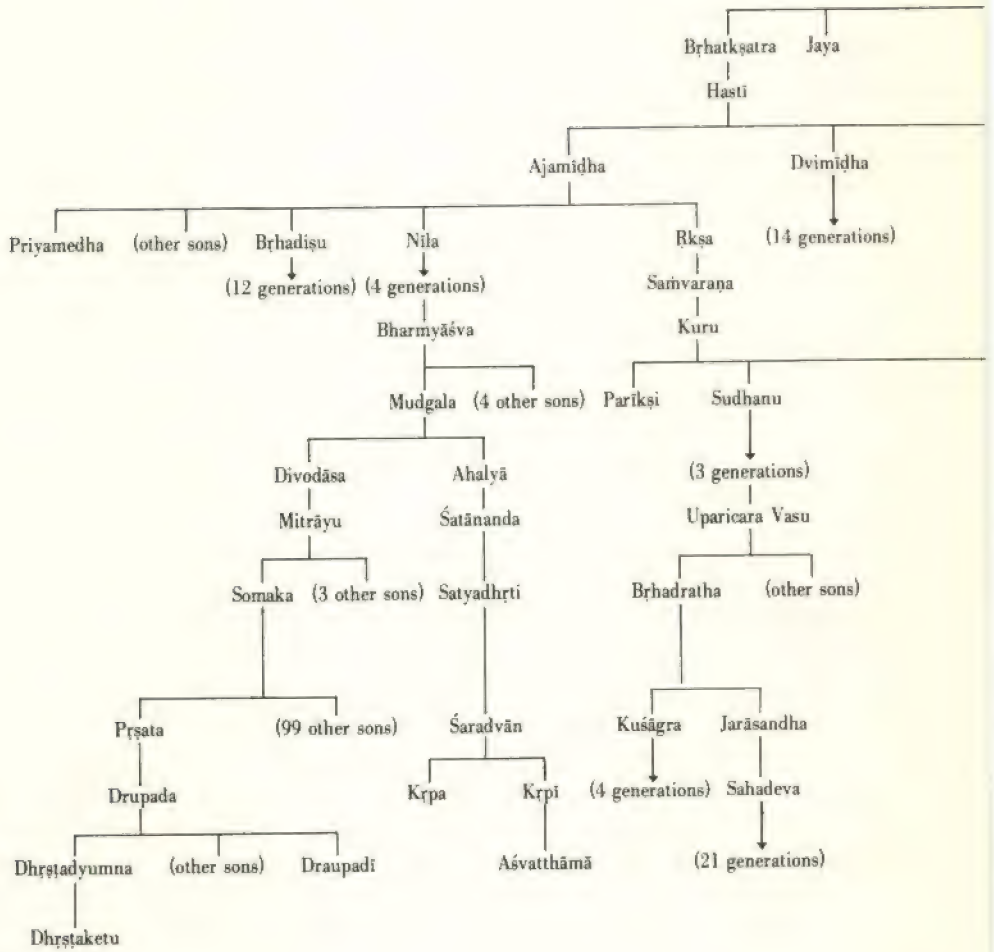 Bṛhatkṣatra Jaya
Hastī
Ajamīḍha Dvimīḍha
Priyamedha (other sons) Bṛhadiṣu Nīla Ṛkṣa (14 generations)
(12 generations) (4 generations) Saṁvaraṇa
Bharmyāśva Kuru
Mudgala (4 other sons) Parīkṣi Sudhanu
Divodāsa Ahalyā (3 generations)
Mitrāyu Śatānanda Uparicara Vasu
Somaka (3 other sons) Satyadhṛti Bṛhadratha (other sons)
Pṛṣata (99 other sons) Śaradvān Kuśāgra Jarāsandha
Drupada Kṛpa Kṛpī (4 generations) Sahadeva
Dhṛṣṭadyumna (other sons) Draupadī Aśvatthāmā (21 generations)
Dhṛṣṭaketu